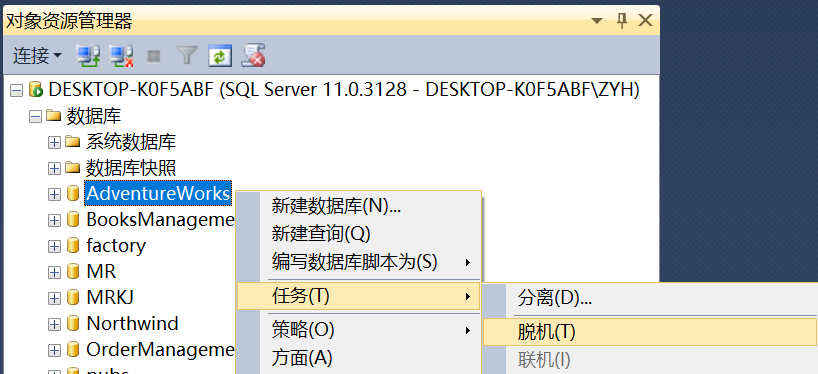 对象资源管理器
连接
DESKTOP-K0F5ABF (SQL Server 11.0.3128 - DESKTOP-K0F5ABF\ZYH)
数据库
系统数据库
数据库快照
AdventureWorks
新建数据库(N)...
BooksManageme
新建查询(Q)
factory
编写数据库脚本为(S)
MR
MRKJ
任务(T)
分离(D)...
Northwind
策略(O)
脱机(T)
OrderManageme
方面(A)
联机(I)